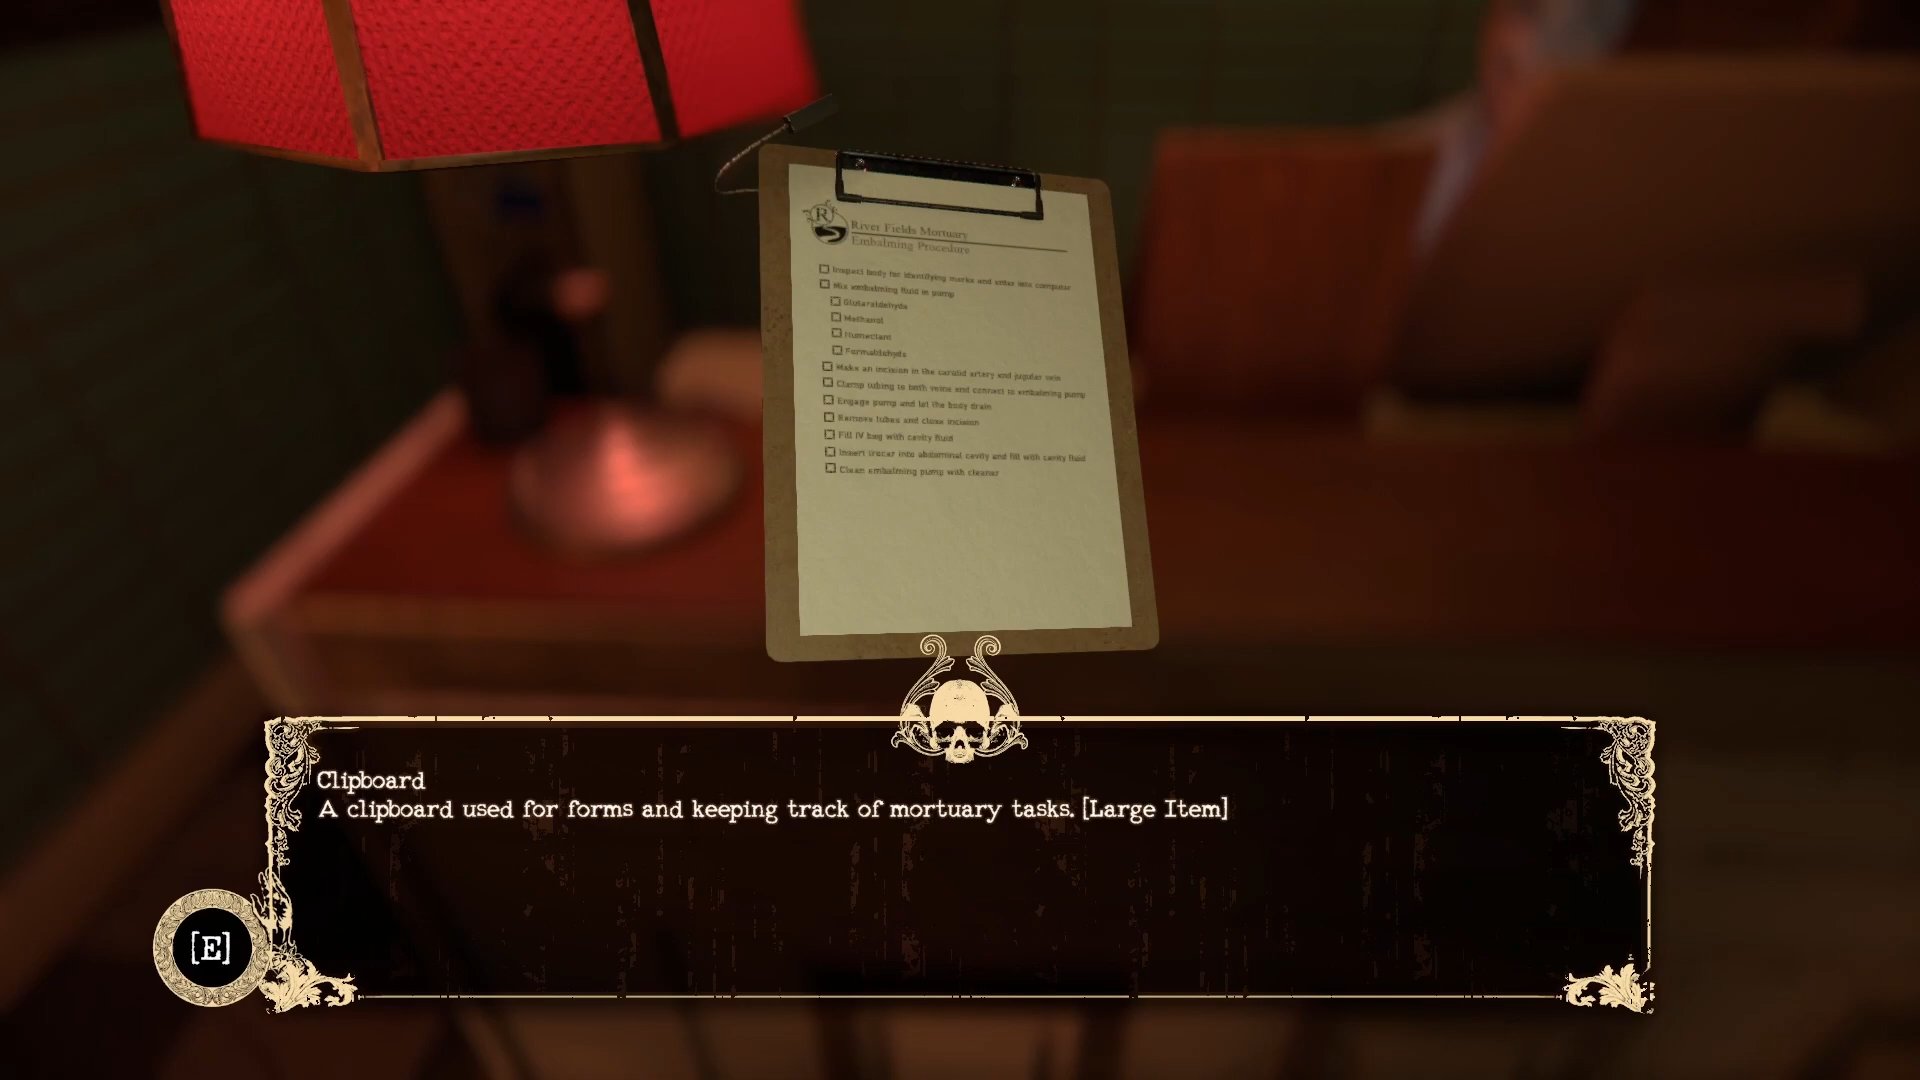 R
River Fields Mortuary
Embalming Procedure
Inspect body for identifying marks and enter into computer
Mix embalming fluid in pump
Glutaraldehyde
Methanol
Humectant
Formaldehyde
Make an incision in the carotid artery and jugular vein
Clamp tubing to both veins and connect to embalming pump
Engage pump and let the body drain
Remove tubes and close incision
Fill IV bag with cavity fluid
Insert trocar into abdominal cavity and fill with cavity fluid
Clean embalming pump with cleaner
Clipboard
A clipboard used for forms and keeping track of mortuary tasks. [Large Item]
[E]